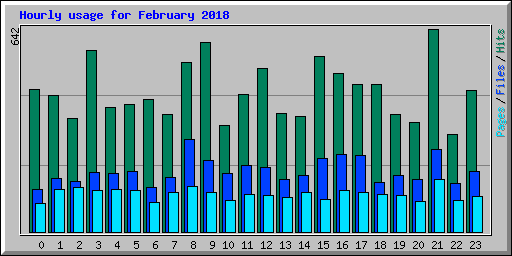 Hourly usage for February 2018
642
Pages/Files/Hits
0 1 2 3 4 5 6 7 8 9 10 11 12 13 14 15 16 17 18 19 20 21 22 23